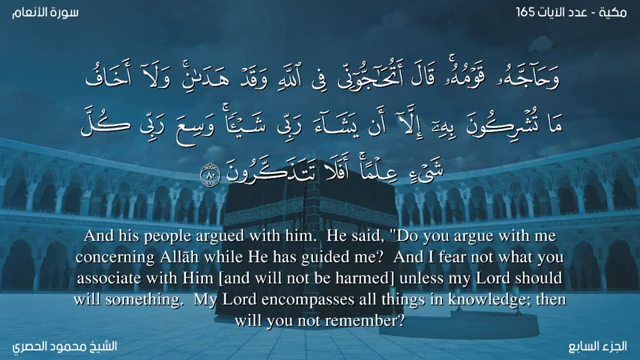 سورة الأنعام
مكية - عدد الآيات 165
وَحَآجَّهُۥ قَوْمُهُۥ ۚ قَالَ أَتُحَـٰٓجُّوٓنِّى فِى ٱللَّهِ وَقَدْ هَدَىٰنِ ۚ وَلَآ أَخَافُ
مَا تُشْرِكُونَ بِهِۦٓ إِلَّآ أَن يَشَآءَ رَبِّى شَيْـًٔا ۗ وَسِعَ رَبِّى كُلَّ
شَىْءٍ عِلْمًا ۗ أَفَلَا تَتَذَكَّرُونَ ٨٠
And his people argued with him. He said, "Do you argue with me
concerning Allāh while He has guided me? And I fear not what you
associate with Him [and will not be harmed] unless my Lord should
will something. My Lord encompasses all things in knowledge; then
will you not remember?
الشيخ محمود الحصري
الجزء السابع